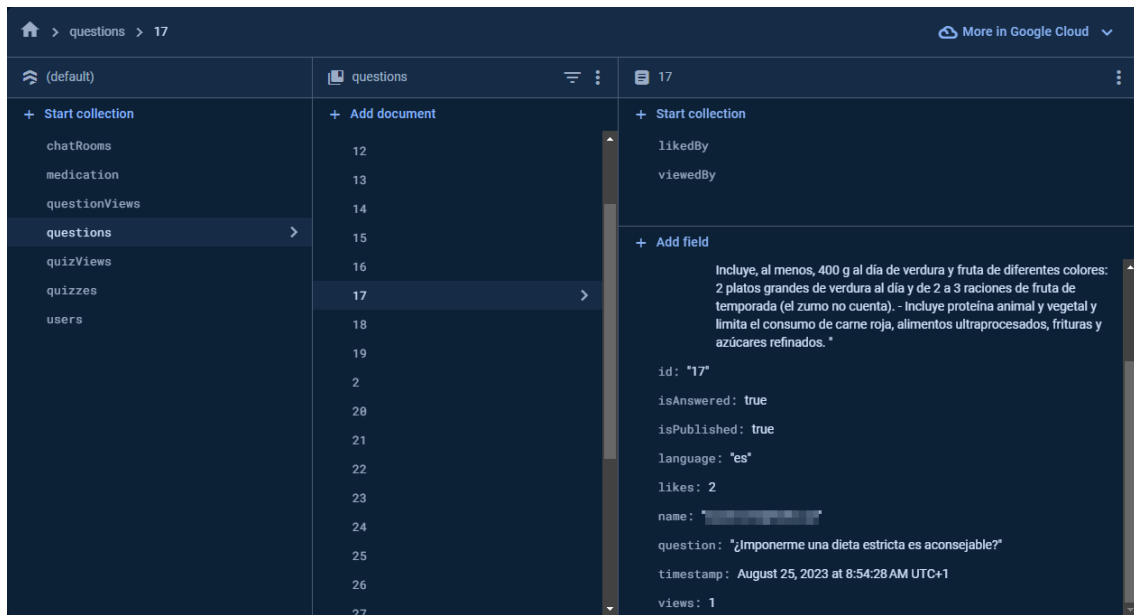 questions > 17
More in Google Cloud
(default)
questions
17
+ Start collection
chatRooms
medication
questionViews
questions
quizViews
quizzes
users
+ Add document
12
13
14
15
16
17
18
19
2
20
21
22
23
24
25
26
27
+ Start collection
likedBy
viewedBy
+ Add field
Incluye, al menos, 400 g al día de verdura y fruta de diferentes colores:
2 platos grandes de verdura al día y de 2 a 3 raciones de fruta de
temporada (el zumo no cuenta). - Incluye proteína animal y vegetal y
limita el consumo de carne roja, alimentos ultraprocesados, frituras y
azúcares refinados. "
id: "17"
isAnswered: true
isPublished: true
language: "es"
likes: 2
name: " "
question: "¿Imponerme una dieta estricta es aconsejable?"
timestamp: August 25, 2023 at 8:54:28 AM UTC+1
views: 1